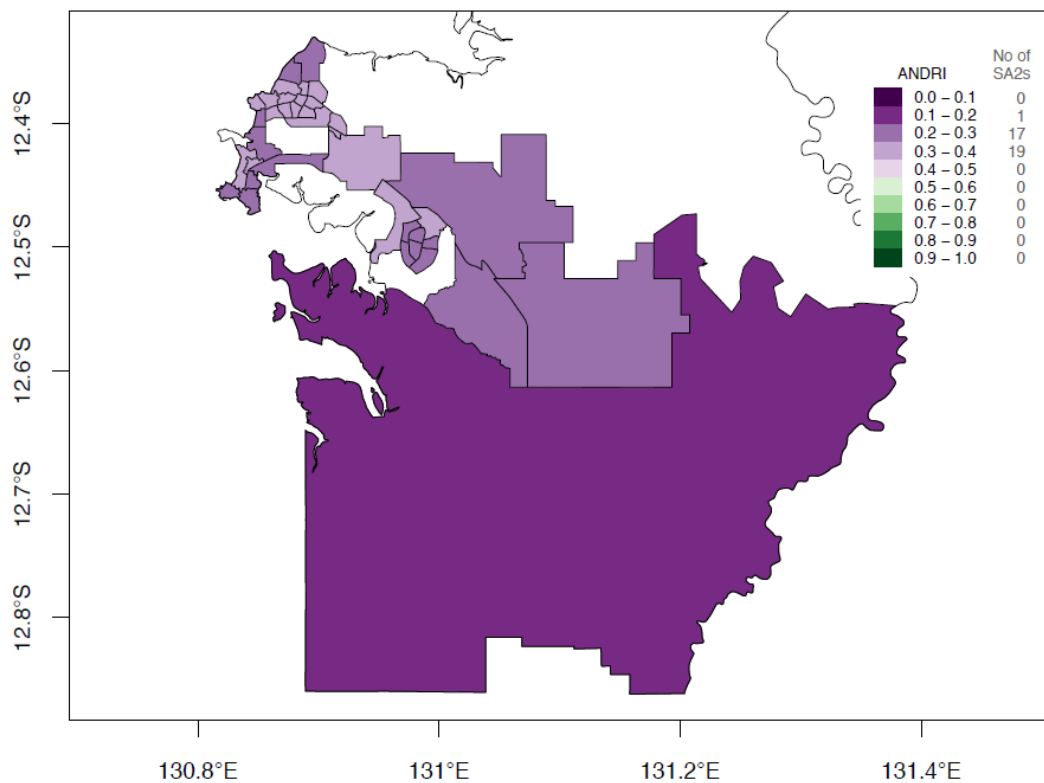 No of
ANDRI SA2s
0.0 – 0.1 0
0.1 – 0.2 1
0.2 – 0.3 17
0.3 – 0.4 19
0.4 – 0.5 0
0.5 – 0.6 0
0.6 – 0.7 0
0.7 – 0.8 0
0.8 – 0.9 0
0.9 – 1.0 0
12.4°S
12.5°S
12.6°S
12.7°S
12.8°S
130.8°E 131°E 131.2°E 131.4°E